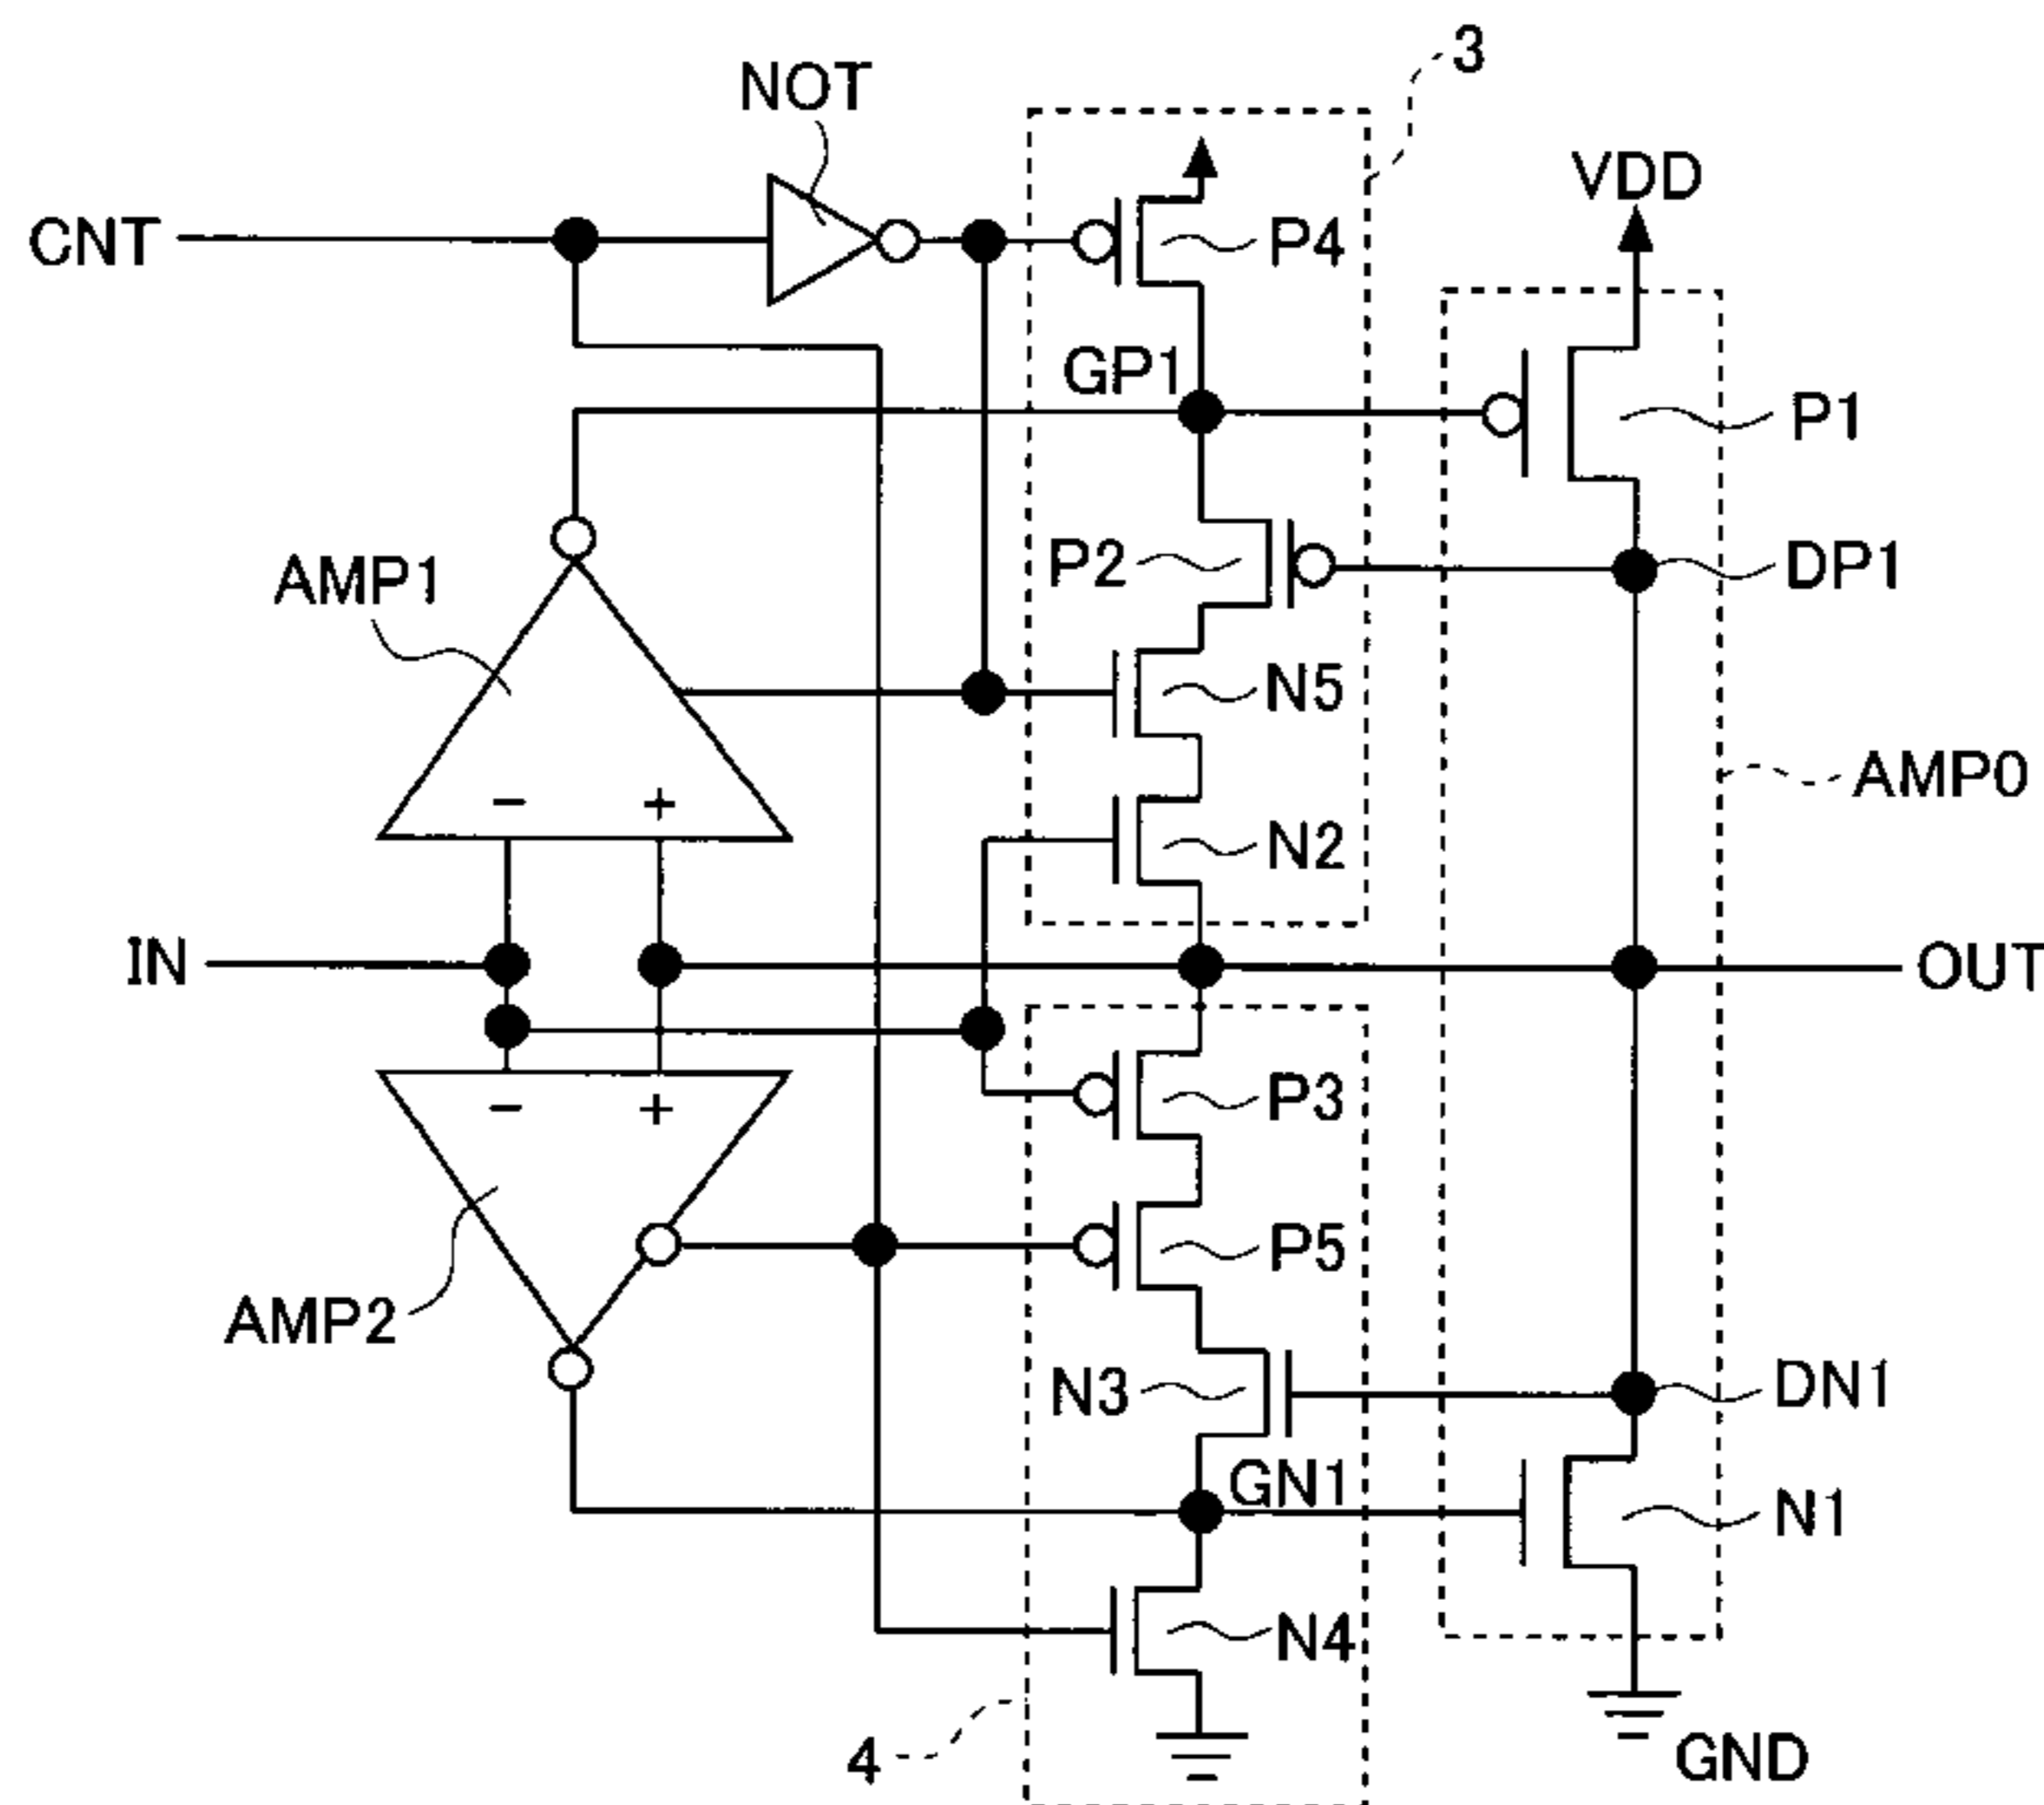 3
NOT
VDD
CNT
P4
GP1
P1
P2
DP1
AMP1
N5
AMP0
- +
N2
IN
OUT
- +
P3
P5
AMP2
N3
DN1
GN1
N1
N4
4
GND